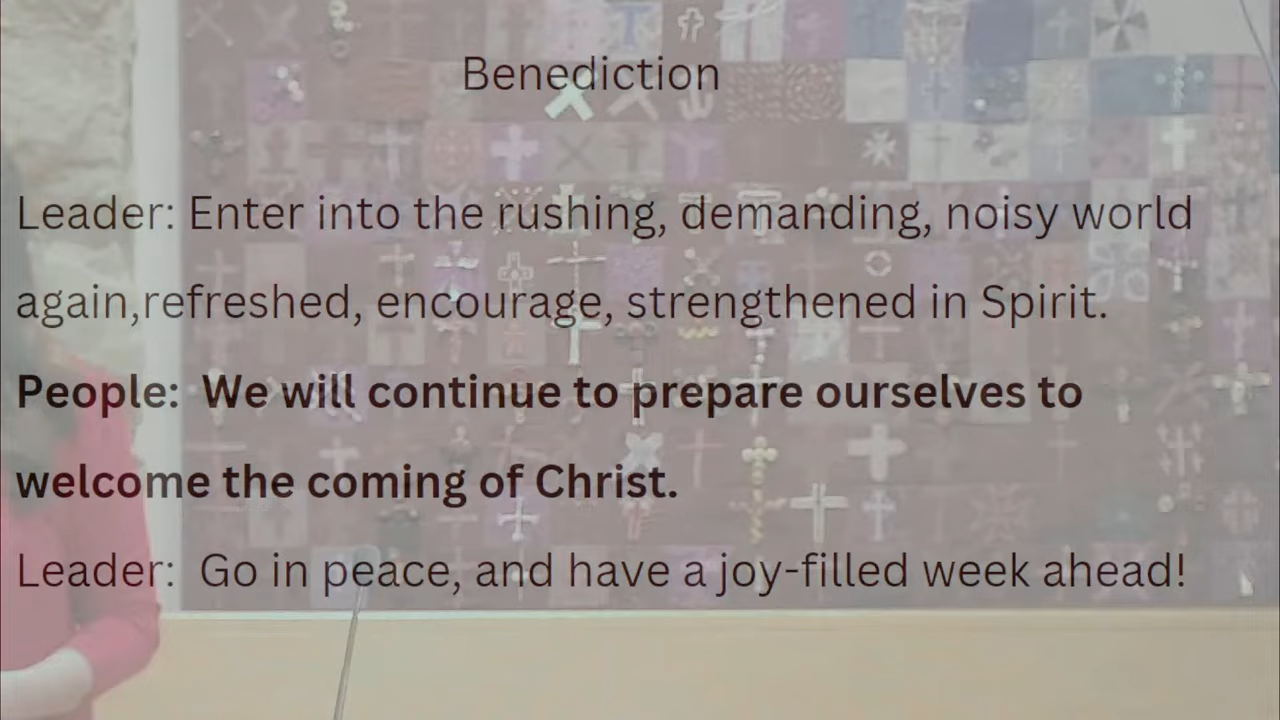 Benediction
Leader: Enter into the rushing, demanding, noisy world
again,refreshed, encourage, strengthened in Spirit.
People:  We will continue to prepare ourselves to
welcome the coming of Christ.
Leader:  Go in peace, and have a joy-filled week ahead!